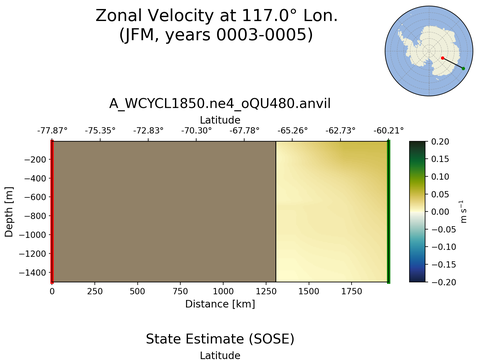 Zonal Velocity at 117.0° Lon.
(JFM, years 0003-0005)
A_WCYCL1850.ne4_oQU480.anvil
Latitude
-77.87° -75.35° -72.83° -70.30° -67.78° -65.26° -62.73° -60.21°
Depth [m]
−200
−400
−600
−800
−1000
−1200
−1400
0 250 500 750 1000 1250 1500 1750
Distance [km]
0.20
0.15
0.10
0.05
0.00
−0.05
−0.10
−0.15
−0.20
m s⁻¹
State Estimate (SOSE)
Latitude